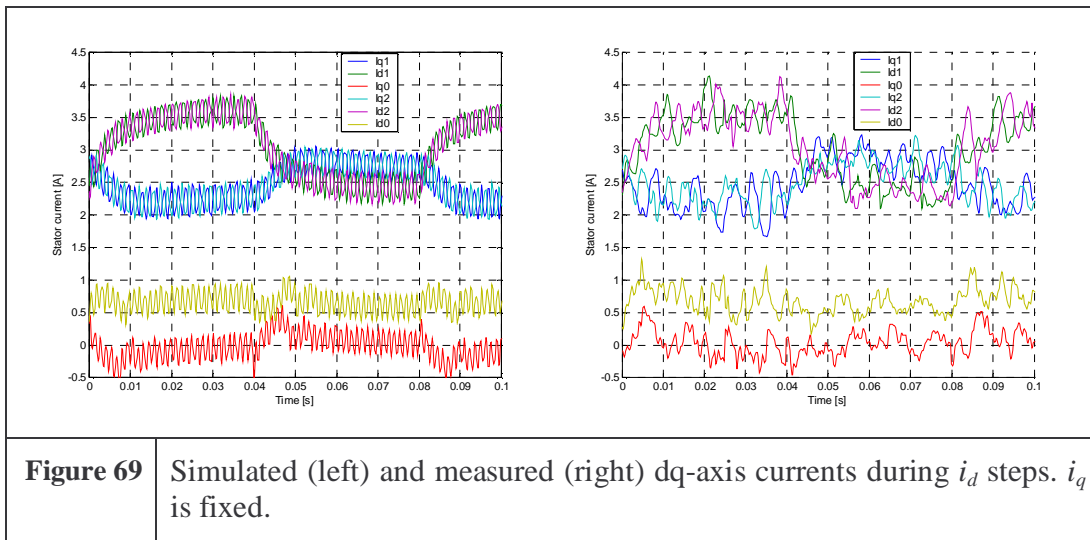 4.5
4
3.5
3
2.5
2
1.5
1
0.5
0
-0.5
Stator current [A]
Iq1
Id1
Iq0
Iq2
Id2
Id0
0 0.01 0.02 0.03 0.04 0.05 0.06 0.07 0.08 0.09 0.1
Time [s]
4.5
4
3.5
3
2.5
2
1.5
1
0.5
0
-0.5
Stator current [A]
Iq1
Id1
Iq0
Iq2
Id2
Id0
0 0.01 0.02 0.03 0.04 0.05 0.06 0.07 0.08 0.09 0.1
Time [s]
Figure 69
Simulated (left) and measured (right) dq-axis currents during id steps. iq
is fixed.